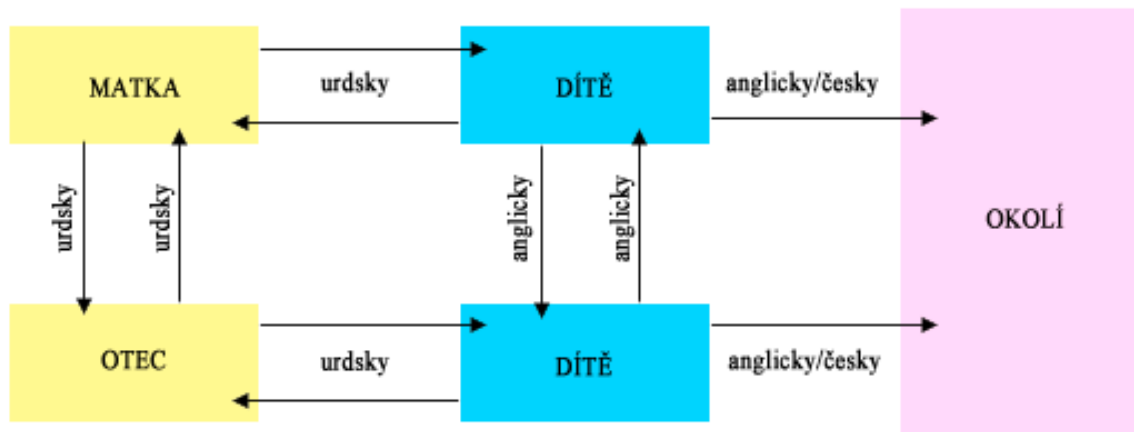 MATKA
urdsky
DÍTĚ
anglicky/česky
urdsky
urdsky
anglicky
anglicky
OKOLÍ
OTEC
urdsky
DÍTĚ
anglicky/česky